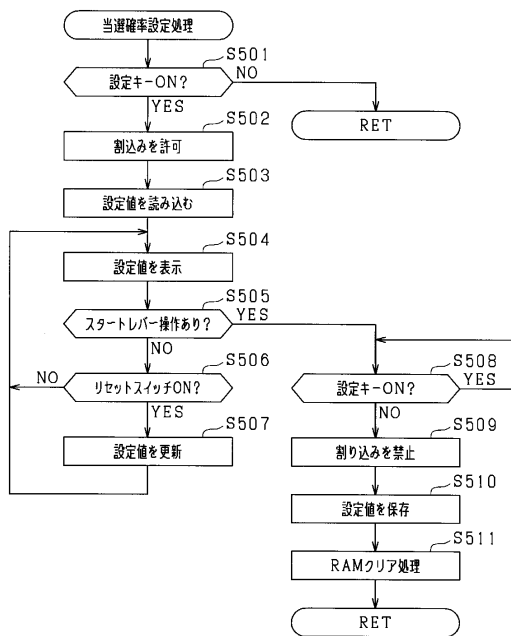 当選確率設定処理
S501
設定キーON?
NO
YES
RET
S502
割込みを許可
S503
設定値を読み込む
S504
設定値を表示
S505
スタートレバー操作あり?
YES
NO
S506
NO
リセットスイッチON?
YES
S507
設定値を更新
S508
設定キーON?
YES
NO
S509
割り込みを禁止
S510
設定値を保存
S511
RAMクリア処理
RET